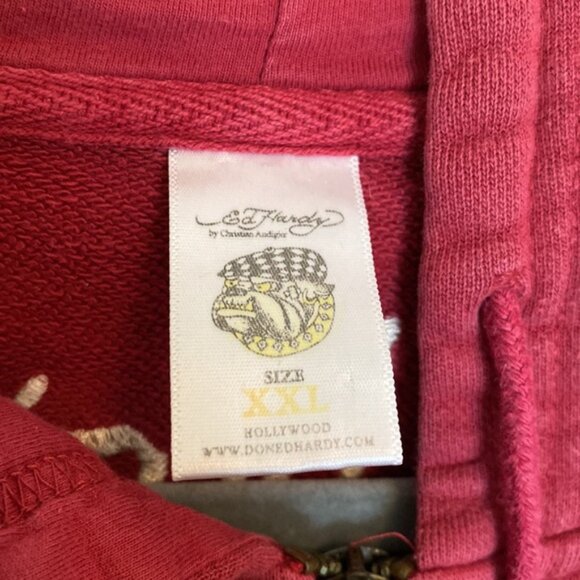 Ed Hardy
by Christian Audigier
SIZE
XXL
HOLLYWOOD
WWW.DONEDHARDY.COM